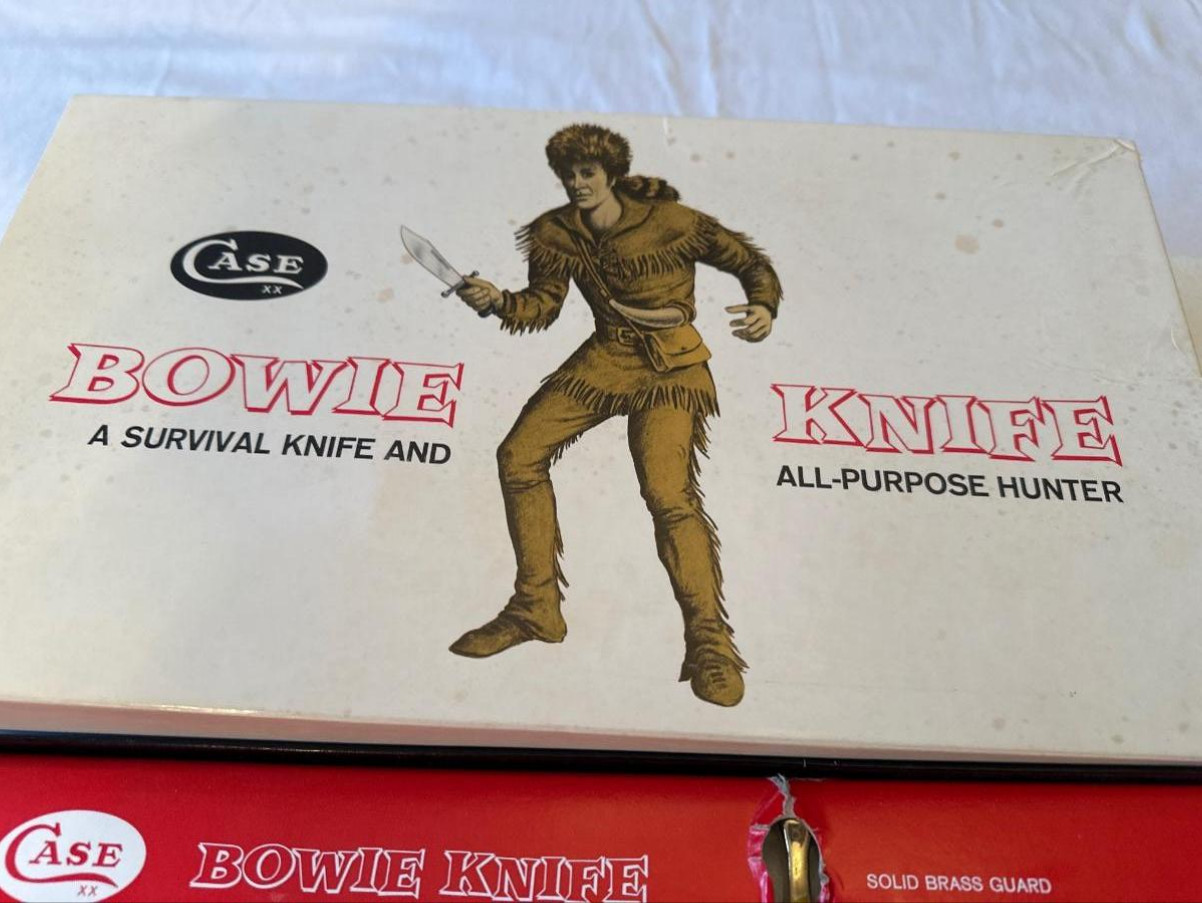 CASE
XX
BOWIE KNIFE
A SURVIVAL KNIFE AND ALL-PURPOSE HUNTER
CASE
XX
BOWIE KNIFE
SOLID BRASS GUARD